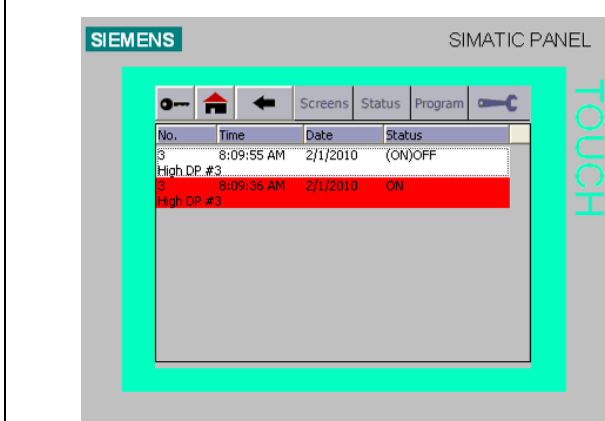 SIEMENS SIMATIC PANEL
TOUCH
Screens Status Program
No. Time Date Status
3 8:09:55 AM 2/1/2010 (ON)OFF
High DP #3
3 8:09:36 AM 2/1/2010 ON
High DP #3